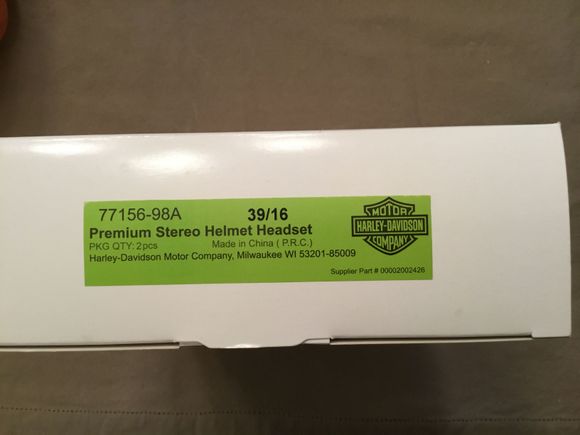 77156-98A 39/16
Premium Stereo Helmet Headset
PKG QTY: 2pcs Made in China ( P.R.C.)
Harley-Davidson Motor Company, Milwaukee WI 53201-85009
Supplier Part # 00002002426
MOTOR
HARLEY-DAVIDSON
COMPANY